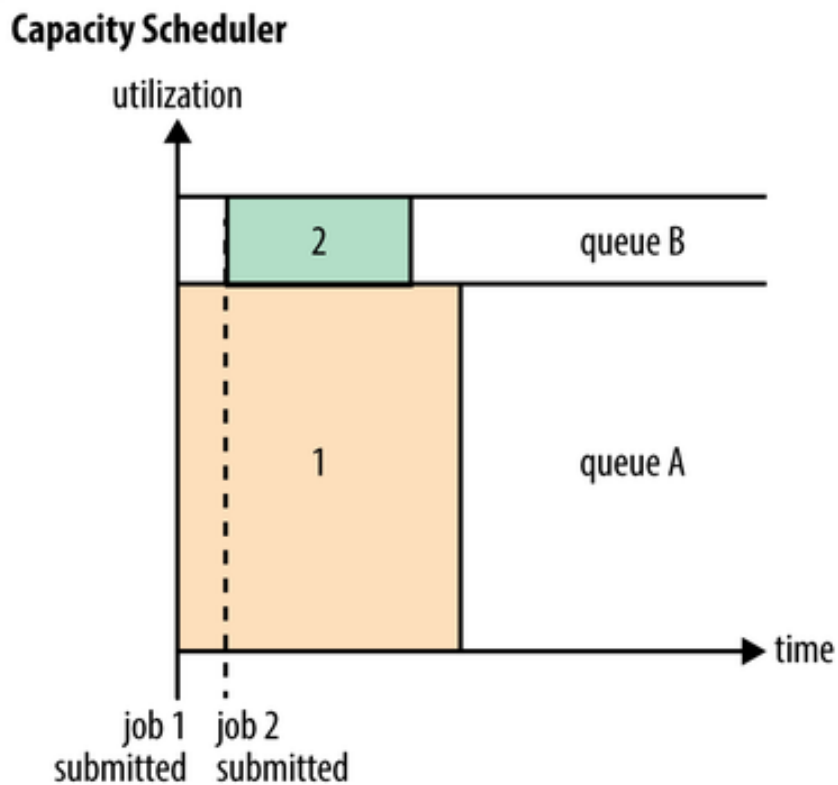 Capacity Scheduler
utilization
2
queue B
1
queue A
time
job 1
submitted
job 2
submitted